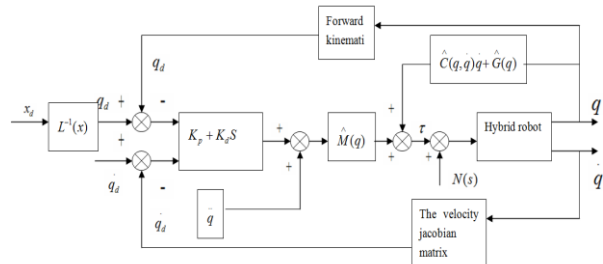 Forward
kinemati
Ĉ(q,q̇)q̇+Ĝ(q)
q_d
q
x_d
L⁻¹(x)
q_d + -
+
K_p + K_d S
+
+
M̂(q)
+
+
τ
+
+
Hybrid robot
N(s)
q̇
q̇_d
-
q̇_d
q̈
The
velocity
jacobian
matrix